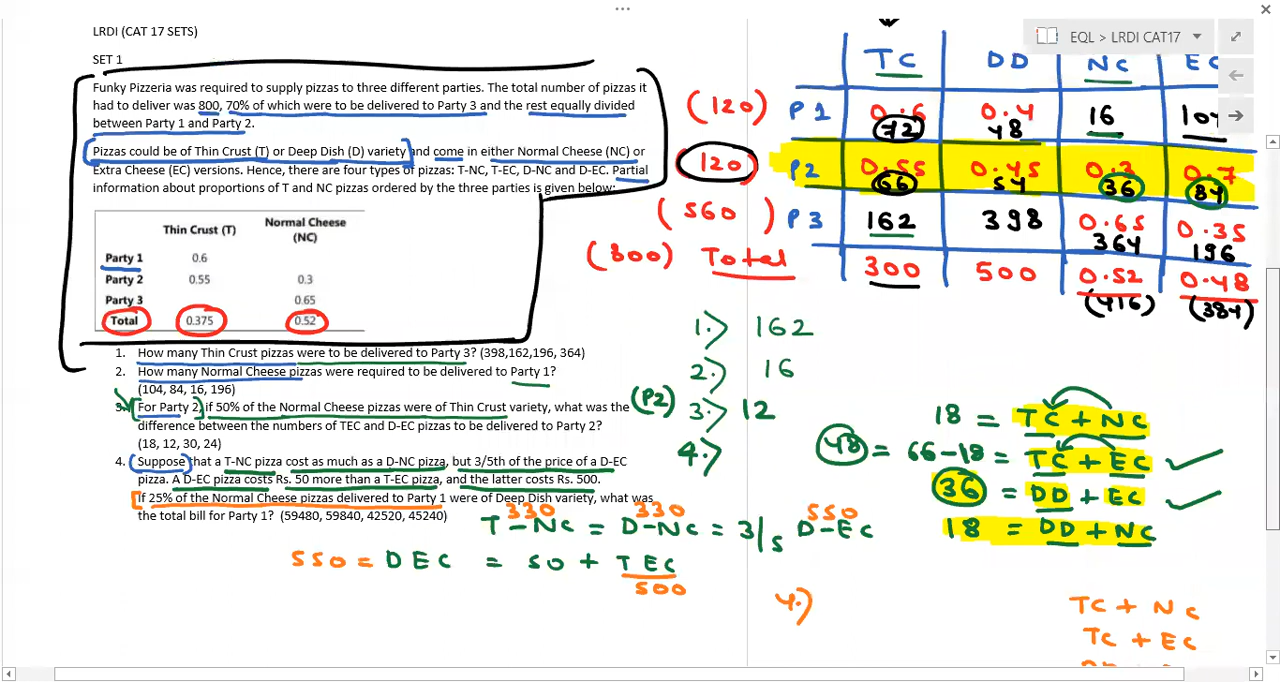 LRDI (CAT 17 SETS)
SET 1
Funky Pizzeria was required to supply pizzas to three different parties. The total number of pizzas it
had to deliver was 800, 70% of which were to be delivered to Party 3 and the rest equally divided
between Party 1 and Party 2.
Pizzas could be of Thin Crust (T) or Deep Dish (D) variety and come in either Normal Cheese (NC) or
Extra Cheese (EC) versions. Hence, there are four types of pizzas: T-NC, T-EC, D-NC and D-EC. Partial
information about proportions of T and NC pizzas ordered by the three parties is given below:
Thin Crust (T) Normal Cheese (NC)
Party 1 0.6
Party 2 0.55 0.3
Party 3 0.65
Total 0.375 0.52
1. How many Thin Crust pizzas were to be delivered to Party 3? (398,162,196, 364)
2. How many Normal Cheese pizzas were required to be delivered to Party 1?
(104, 84, 16, 196)
3. For Party 2, if 50% of the Normal Cheese pizzas were of Thin Crust variety, what was the
difference between the numbers of TEC and D-EC pizzas to be delivered to Party 2?
(18, 12, 30, 24)
4. Suppose that a T-NC pizza cost as much as a D-NC pizza, but 3/5th of the price of a D-EC
pizza. A D-EC pizza costs Rs. 50 more than a T-EC pizza, and the latter costs Rs. 500.
If 25% of the Normal Cheese pizzas delivered to Party 1 were of Deep Dish variety, what was
the total bill for Party 1? (59480, 59840, 42520, 45240)
EQL > LRDI CAT17
TC DD NC EC
(120) P1 0.6 0.4 16 104
72 48
(120) P2 0.55 0.45 0.3 0.7
66 54 36 84
(560) P3 162 398 0.65 0.35
364 196
(800) Total 300 500 0.52 0.48
(416) (384)
1.> 162
2.> 16
(P2) 3.> 12
4.>
18 = TC + NC
48 = 66-18 = TC + EC
36 = DD + EC
18 = DD + NC
330 330 550
T-NC = D-NC = 3/5 D-EC
550 = DEC = 50 + TEC
500
4.)
TC + NC
TC + EC